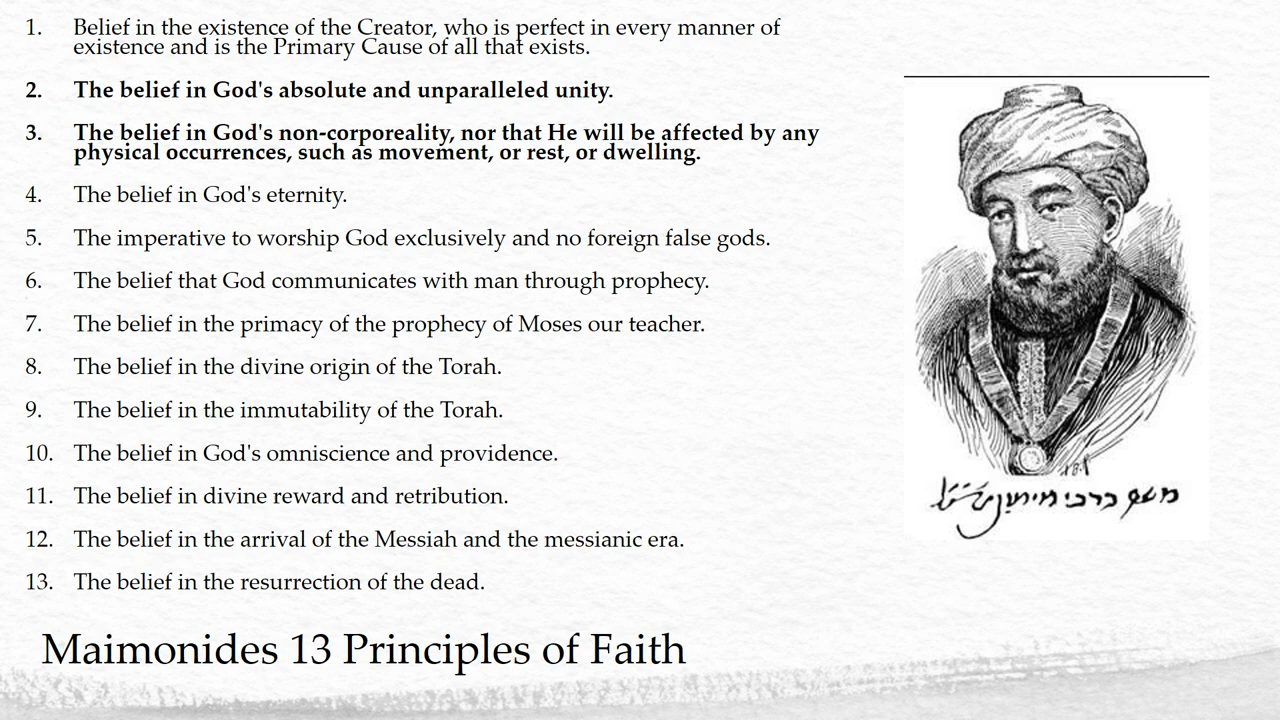 1. Belief in the existence of the Creator, who is perfect in every manner of
existence and is the Primary Cause of all that exists.
2. The belief in God's absolute and unparalleled unity.
3. The belief in God's non-corporeality, nor that He will be affected by any
physical occurrences, such as movement, or rest, or dwelling.
4. The belief in God's eternity.
5. The imperative to worship God exclusively and no foreign false gods.
6. The belief that God communicates with man through prophecy.
7. The belief in the primacy of the prophecy of Moses our teacher.
8. The belief in the divine origin of the Torah.
9. The belief in the immutability of the Torah.
10. The belief in God's omniscience and providence.
11. The belief in divine reward and retribution.
12. The belief in the arrival of the Messiah and the messianic era.
13. The belief in the resurrection of the dead.
Maimonides 13 Principles of Faith